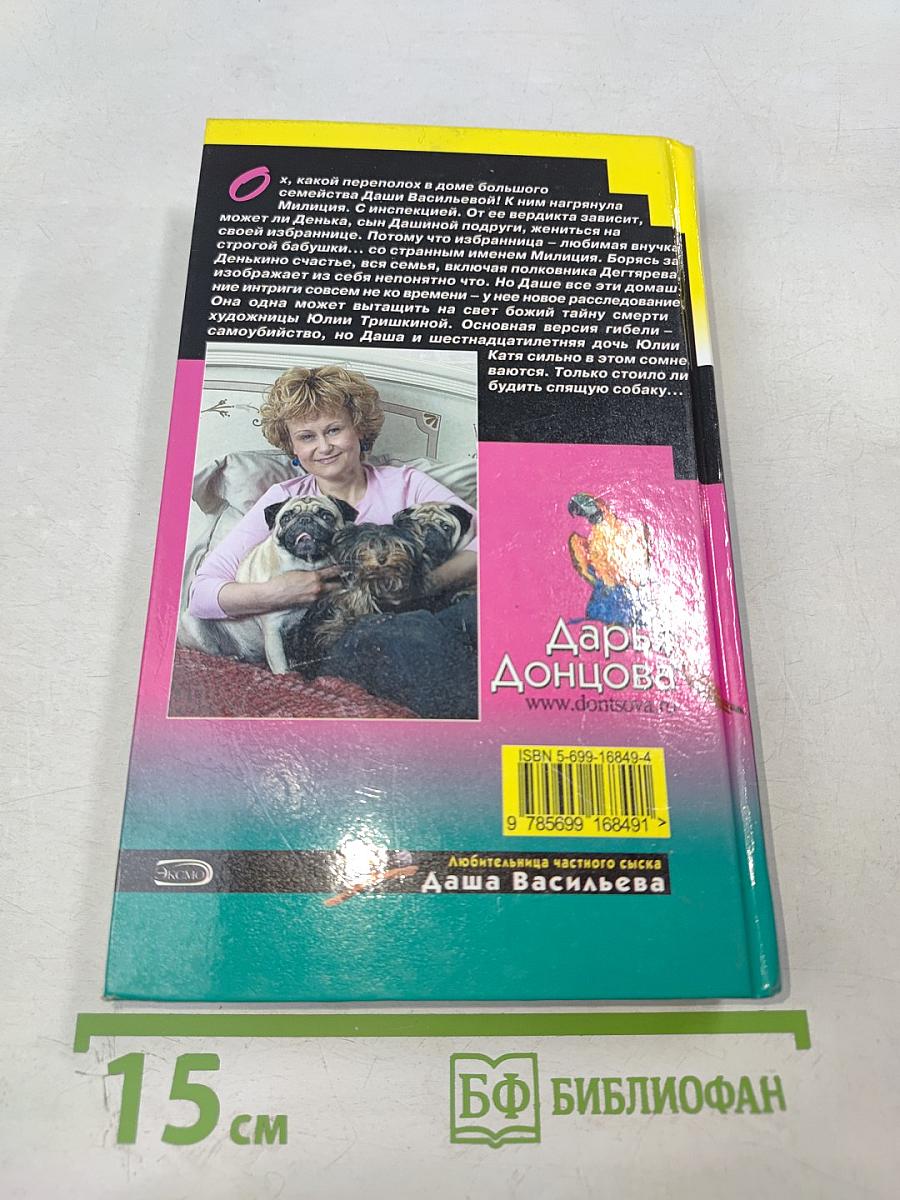 Ох, какой переполох в доме большого
семейства Даши Васильевой! К ним нагрянула
Милиция. С инспекцией. От ее вердикта зависит,
может ли Денька, сын Дашиной подруги, жениться на
своей избраннице. Потому что избранница – любимая внучка
строгой бабушки... со странным именем Милиция. Борясь за
Денькино счастье, вся семья, включая полковника Дегтярева,
изображает из себя непонятно что. Но Даше все эти домаш-
ние интриги совсем не ко времени – у нее новое расследование.
Она одна может вытащить на свет божий тайну смерти
художницы Юлии Тришкиной. Основная версия гибели –
самоубийство, но Даша и шестнадцатилетняя дочь Юлии
Катя сильно в этом сомне-
ваются. Только стоило ли
будить спящую собаку...
Дарья
Донцова
www.dontsova.ru
ISBN 5-699-16849-4
9 785699 168491 >
ЭКСМО
Любительница частного сыска
Даша Васильева
15 см
БФ БИБЛИОФАН